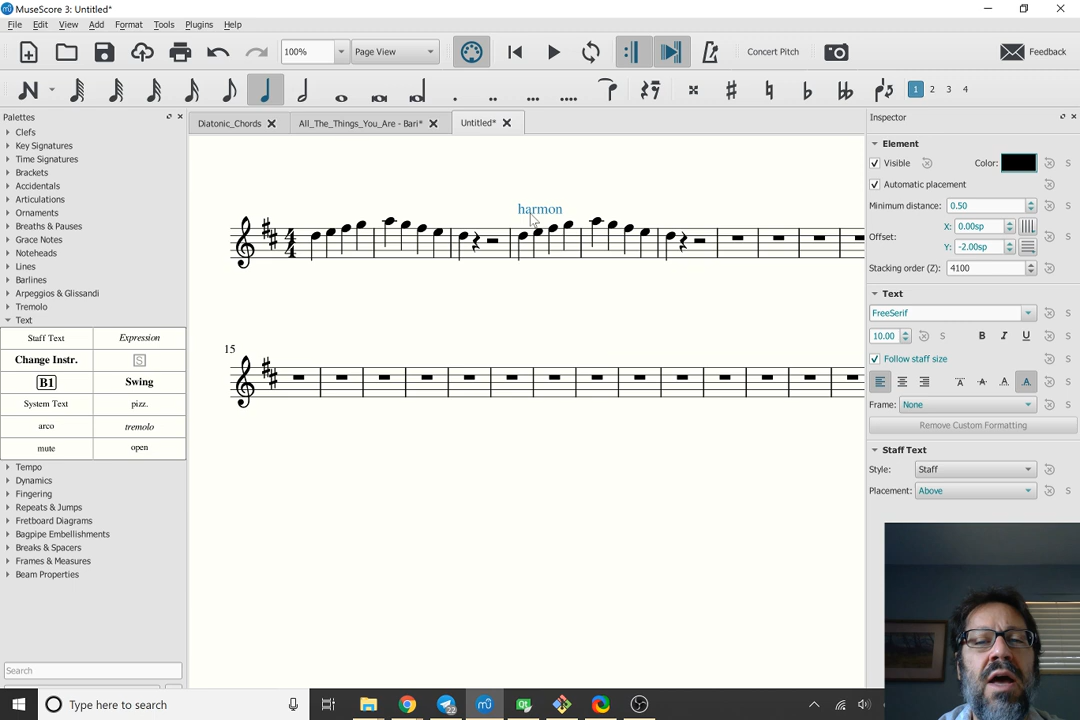 MuseScore 3: Untitled*
File Edit View Add Format Tools Plugins Help
100% Page View Concert Pitch Feedback
1 2 3 4
Palettes
Clefs
Key Signatures
Time Signatures
Brackets
Accidentals
Articulations
Ornaments
Breaths & Pauses
Grace Notes
Noteheads
Lines
Barlines
Arpeggios & Glissandi
Tremolo
Text
Staff Text Expression
Change Instr. S
B1 Swing
System Text pizz.
arco tremolo
mute open
Tempo
Dynamics
Fingering
Repeats & Jumps
Fretboard Diagrams
Bagpipe Embellishments
Breaks & Spacers
Frames & Measures
Beam Properties
Search
Diatonic_Chords All_The_Things_You_Are - Bari* Untitled*
harmon
15
Inspector
Element
Visible Color: S
Automatic placement
Minimum distance: 0.50 S
Offset: X: 0.00sp S
Y: -2.00sp
Stacking order (Z): 4100
Text
FreeSerif S
10.00 S B I U S
Follow staff size S
A A A A S
Frame: None S
Remove Custom Formatting
Staff Text
Style: Staff
Placement: Above S
Type here to search 22 Qt